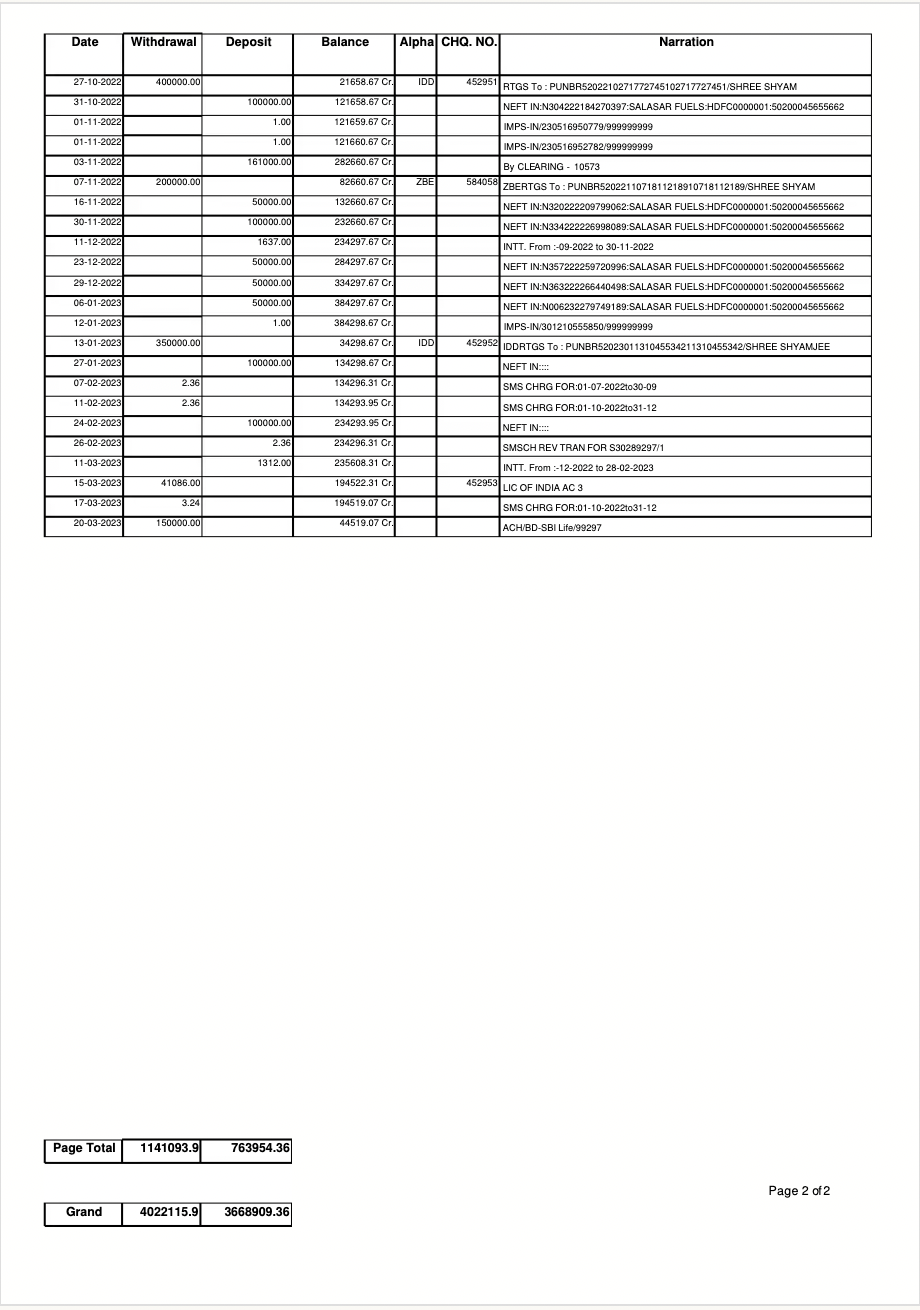 Date Withdrawal Deposit Balance Alpha CHQ. NO. Narration
27-10-2022 400000.00 21658.67 Cr. IDD 452951 RTGS To : PUNBR52022102717727745102717727451/SHREE SHYAM
31-10-2022 100000.00 121658.67 Cr. NEFT IN:N304222184270397:SALASAR FUELS:HDFC0000001:50200045655662
01-11-2022 1.00 121659.67 Cr. IMPS-IN/230516950779/999999999
01-11-2022 1.00 121660.67 Cr. IMPS-IN/230516952782/999999999
03-11-2022 161000.00 282660.67 Cr. By CLEARING - 10573
07-11-2022 200000.00 82660.67 Cr. ZBE 584058 ZBERTGS To : PUNBR5202211071811218910718112189/SHREE SHYAM
16-11-2022 50000.00 132660.67 Cr. NEFT IN:N320222209799062:SALASAR FUELS:HDFC0000001:50200045655662
30-11-2022 100000.00 232660.67 Cr. NEFT IN:N334222226998089:SALASAR FUELS:HDFC0000001:50200045655662
11-12-2022 1637.00 234297.67 Cr. INTT. From :-09-2022 to 30-11-2022
23-12-2022 50000.00 284297.67 Cr. NEFT IN:N357222259720996:SALASAR FUELS:HDFC0000001:50200045655662
29-12-2022 50000.00 334297.67 Cr. NEFT IN:N363222266440498:SALASAR FUELS:HDFC0000001:50200045655662
06-01-2023 50000.00 384297.67 Cr. NEFT IN:N006232279749189:SALASAR FUELS:HDFC0000001:50200045655662
12-01-2023 1.00 384298.67 Cr. IMPS-IN/301210555850/999999999
13-01-2023 350000.00 34298.67 Cr. IDD 452952 IDDRTGS To : PUNBR5202301131045534211310455342/SHREE SHYAMJEE
27-01-2023 100000.00 134298.67 Cr. NEFT IN::::
07-02-2023 2.36 134296.31 Cr. SMS CHRG FOR:01-07-2022to30-09
11-02-2023 2.36 134293.95 Cr. SMS CHRG FOR:01-10-2022to31-12
24-02-2023 100000.00 234293.95 Cr. NEFT IN::::
26-02-2023 2.36 234296.31 Cr. SMSCH REV TRAN FOR S30289297/1
11-03-2023 1312.00 235608.31 Cr. INTT. From :-12-2022 to 28-02-2023
15-03-2023 41086.00 194522.31 Cr. 452953 LIC OF INDIA AC 3
17-03-2023 3.24 194519.07 Cr. SMS CHRG FOR:01-10-2022to31-12
20-03-2023 150000.00 44519.07 Cr. ACH/BD-SBI Life/99297
Page Total 1141093.9 763954.36
Page 2 of 2
Grand 4022115.9 3668909.36